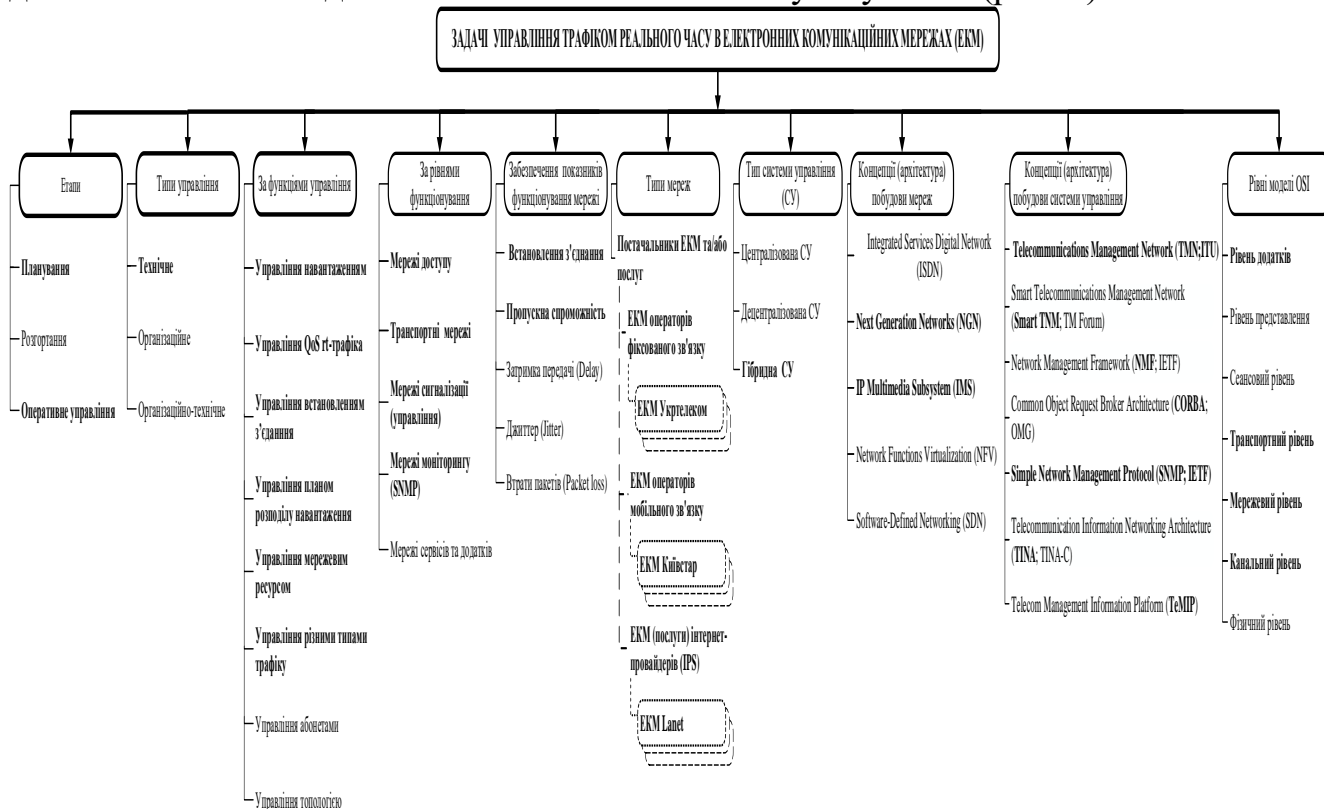 ЗАДАЧІ УПРАВЛІННЯ ТРАФІКОМ РЕАЛЬНОГО ЧАСУ В ЕЛЕКТРОННИХ КОМУНІКАЦІЙНИХ МЕРЕЖАХ (ЕКМ)
Етапи
Планування
Розгортання
Оперативне управління
Типи управління
Технічне
Організаційне
Організаційно-технічне
За функціями управління
Управління навантаженням
Управління QoS rt-трафіка
Управління встановленням
з'єдання
Управління планом
розподілу навантаження
Управління мережевим
ресурсом
Управління різними типами
трафіку
Управління абонетами
Управління топологією
За рівнями
функціонування
Мережі доступу
Транспортні мережі
Мережі сигналізації
(управління)
Мережі моніторингу
(SNMP)
Мережі сервісів та додатків
Забезпечення показників
функціонування мережі
Встановлення з'єднання
Пропускна спроможність
Затримка передачі (Delay)
Джиттер (Jitter)
Втрати пакетів (Packet loss)
Типи мереж
Постачальники ЕКМ та/або
послуг
ЕКМ операторів
фіксованого зв'язку
ЕКМ Укртелеком
ЕКМ операторів
мобільного зв'язку
ЕКМ Київстар
ЕКМ (послуги) інтернет-
провайдерів (IPS)
ЕКМ Lanet
Тип системи управління
(СУ)
Централізована СУ
Децентралізована СУ
Гібридна СУ
Концепції (архітектура)
побудови мереж
Integrated Services Digital Network
(ISDN)
Next Generation Networks (NGN)
IP Multimedia Subsystem (IMS)
Network Functions Virtualization (NFV)
Software-Defined Networking (SDN)
Концепції (архітектура)
побудови системи управління
Telecommunications Management Network (TMN;ITU)
Smart Telecommunications Management Network
(Smart TNM; TM Forum)
Network Management Framework (NMF; IETF)
Common Object Request Broker Architecture (CORBA;
OMG)
Simple Network Management Protocol (SNMP; IETF)
Telecommunication Information Networking Architecture
(TINA; TINA-C)
Telecom Management Information Platform (TeMIP)
Рівні моделі OSI
Рівень додатків
Рівень представлення
Сеансовий рівень
Транспортний рівень
Мережевий рівень
Канальний рівень
Фізичний рівень